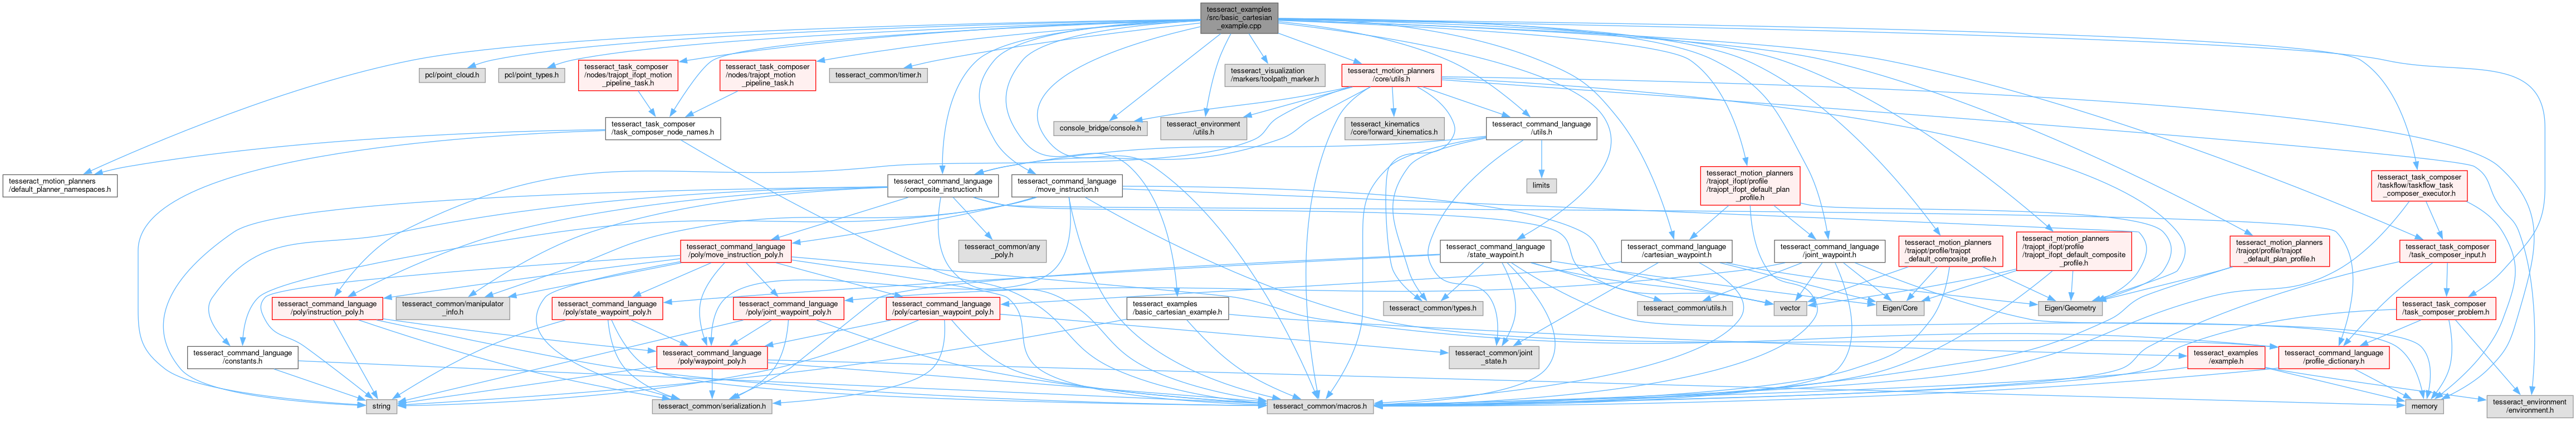 tesseract_examples
/src/basic_cartesian
_example.cpp
pcl/point_cloud.h
pcl/point_types.h
tesseract_task_composer
/nodes/trajopt_ifopt_motion
_pipeline_task.h
tesseract_task_composer
/nodes/trajopt_motion
_pipeline_task.h
tesseract_common/timer.h
tesseract_visualization
/markers/toolpath_marker.h
tesseract_motion_planners
/core/utils.h
tesseract_task_composer
/task_composer_node_names.h
console_bridge/console.h
tesseract_environment
/utils.h
tesseract_kinematics
/core/forward_kinematics.h
tesseract_command_language
/utils.h
tesseract_motion_planners
/default_planner_namespaces.h
tesseract_command_language
/composite_instruction.h
tesseract_command_language
/move_instruction.h
limits
tesseract_motion_planners
/trajopt_ifopt/profile
/trajopt_ifopt_default_plan
_profile.h
tesseract_task_composer
/taskflow/taskflow_task
_composer_executor.h
tesseract_command_language
/poly/move_instruction_poly.h
tesseract_common/any
_poly.h
tesseract_command_language
/state_waypoint.h
tesseract_command_language
/cartesian_waypoint.h
tesseract_command_language
/joint_waypoint.h
tesseract_motion_planners
/trajopt/profile/trajopt
_default_composite_profile.h
tesseract_motion_planners
/trajopt_ifopt/profile
/trajopt_ifopt_default_composite
_profile.h
tesseract_motion_planners
/trajopt/profile/trajopt
_default_plan_profile.h
tesseract_task_composer
/task_composer_input.h
tesseract_command_language
/poly/instruction_poly.h
tesseract_common/manipulator
_info.h
tesseract_command_language
/poly/state_waypoint_poly.h
tesseract_command_language
/poly/joint_waypoint_poly.h
tesseract_command_language
/poly/cartesian_waypoint_poly.h
tesseract_examples
/basic_cartesian_example.h
tesseract_common/types.h
tesseract_common/utils.h
vector
Eigen/Core
Eigen/Geometry
tesseract_task_composer
/task_composer_problem.h
tesseract_command_language
/constants.h
tesseract_command_language
/poly/waypoint_poly.h
tesseract_common/joint
_state.h
tesseract_examples
/example.h
tesseract_command_language
/profile_dictionary.h
string
tesseract_common/serialization.h
tesseract_common/macros.h
memory
tesseract_environment
/environment.h